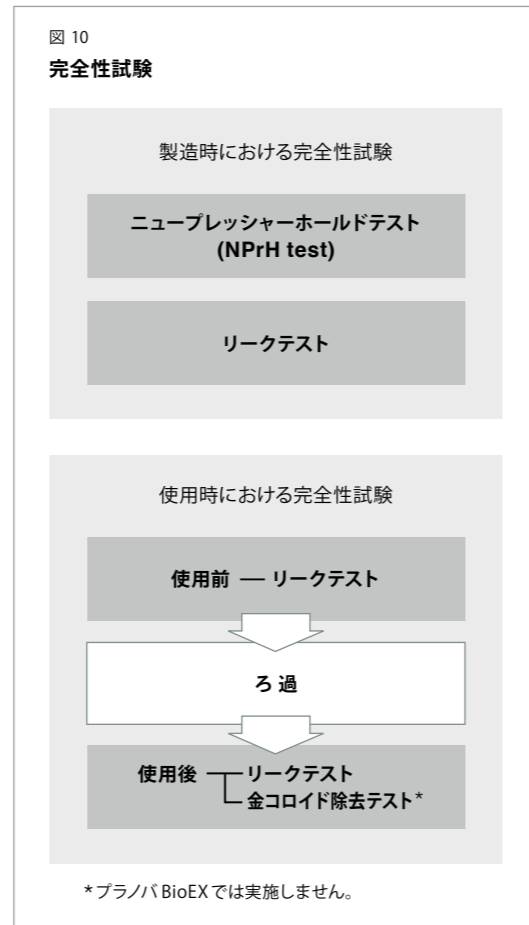 図 10
完全性試験
製造時における完全性試験
ニュープレッシャーホールドテスト
(NPrH test)
リークテスト
使用時における完全性試験
使用前 — リークテスト
ろ 過
使用後 リークテスト
金コロイド除去テスト*
*プラノバ BioEX では実施しません。